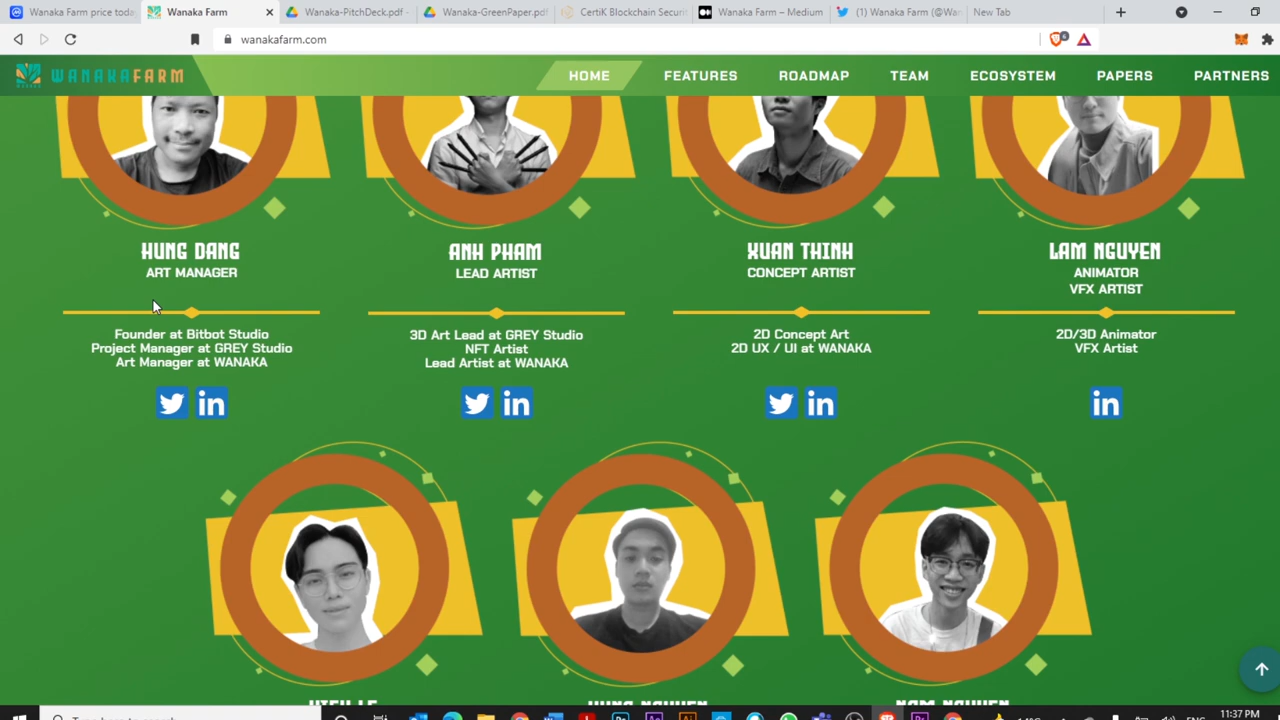 Wanaka Farm price toda
Wanaka Farm
Wanaka-PitchDeck.pdf -
Wanaka-GreenPaper.pdf
CertiK Blockchain Securi
Wanaka Farm – Medium
(1) Wanaka Farm (@Wan
New Tab
wanakafarm.com
6
WANAKAFARM
HOME
FEATURES
ROADMAP
TEAM
ECOSYSTEM
PAPERS
PARTNERS
HUNG DANG
ART MANAGER
Founder at Bitbot Studio
Project Manager at GREY Studio
Art Manager at WANAKA
ANH PHAM
LEAD ARTIST
3D Art Lead at GREY Studio
NFT Artist
Lead Artist at WANAKA
XUAN THINH
CONCEPT ARTIST
2D Concept Art
2D UX / UI at WANAKA
LAM NGUYEN
ANIMATOR
VFX ARTIST
2D/3D Animator
VFX Artist
11:37 PM